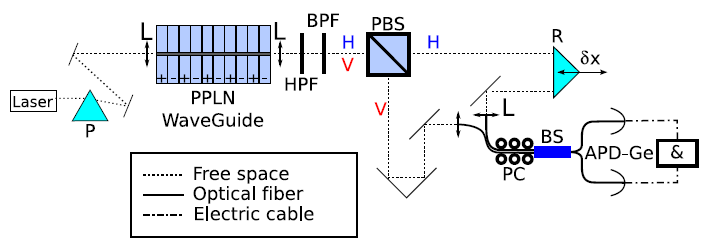 Laser
P
L
+ - + - + - + -
PPLN
WaveGuide
L
HPF
BPF
H
V
PBS
H
V
R
δx
L
PC
BS
APD-Ge
&
Free space
Optical fiber
Electric cable